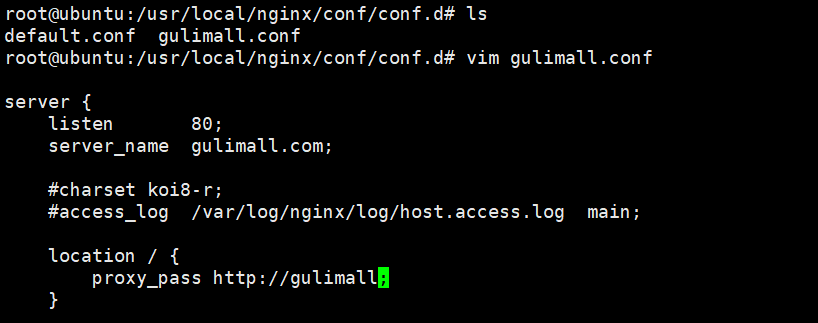 root@ubuntu:/usr/local/nginx/conf/conf.d# ls
default.conf  gulimall.conf
root@ubuntu:/usr/local/nginx/conf/conf.d# vim gulimall.conf

server {
    listen       80;
    server_name  gulimall.com;

    #charset koi8-r;
    #access_log  /var/log/nginx/log/host.access.log  main;

    location / {
        proxy_pass http://gulimall;
    }